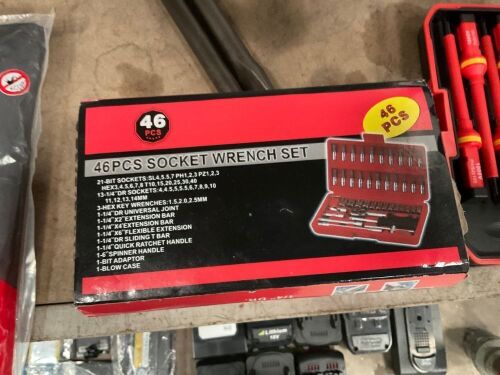 46
PCS
46
PCS
46PCS SOCKET WRENCH SET
21-BIT SOCKETS:SL4,5.5,7 PH1,2,3 PZ1,2,3
HEX3,4,5,6,7,8 T10,15,20,25,30,40
13-1/4"DR SOCKETS:4,4.5,5,5.5,6,7,8,9,10
11,12,13,14MM
3-HEX KEY WRENCHES:1.5,2.0,2.5MM
1-1/4"DR UNIVERSAL JOINT
1-1/4"X2"EXTENSION BAR
1-1/4"X4"EXTENSION BAR
1-1/4"X6"FLEXIBLE EXTENSION
1-1/4"DR SLIDING T BAR
1-1/4"QUICK RATCHET HANDLE
1-6"SPINNER HANDLE
1-BIT ADAPTOR
1-BLOW CASE
Lithium
18V